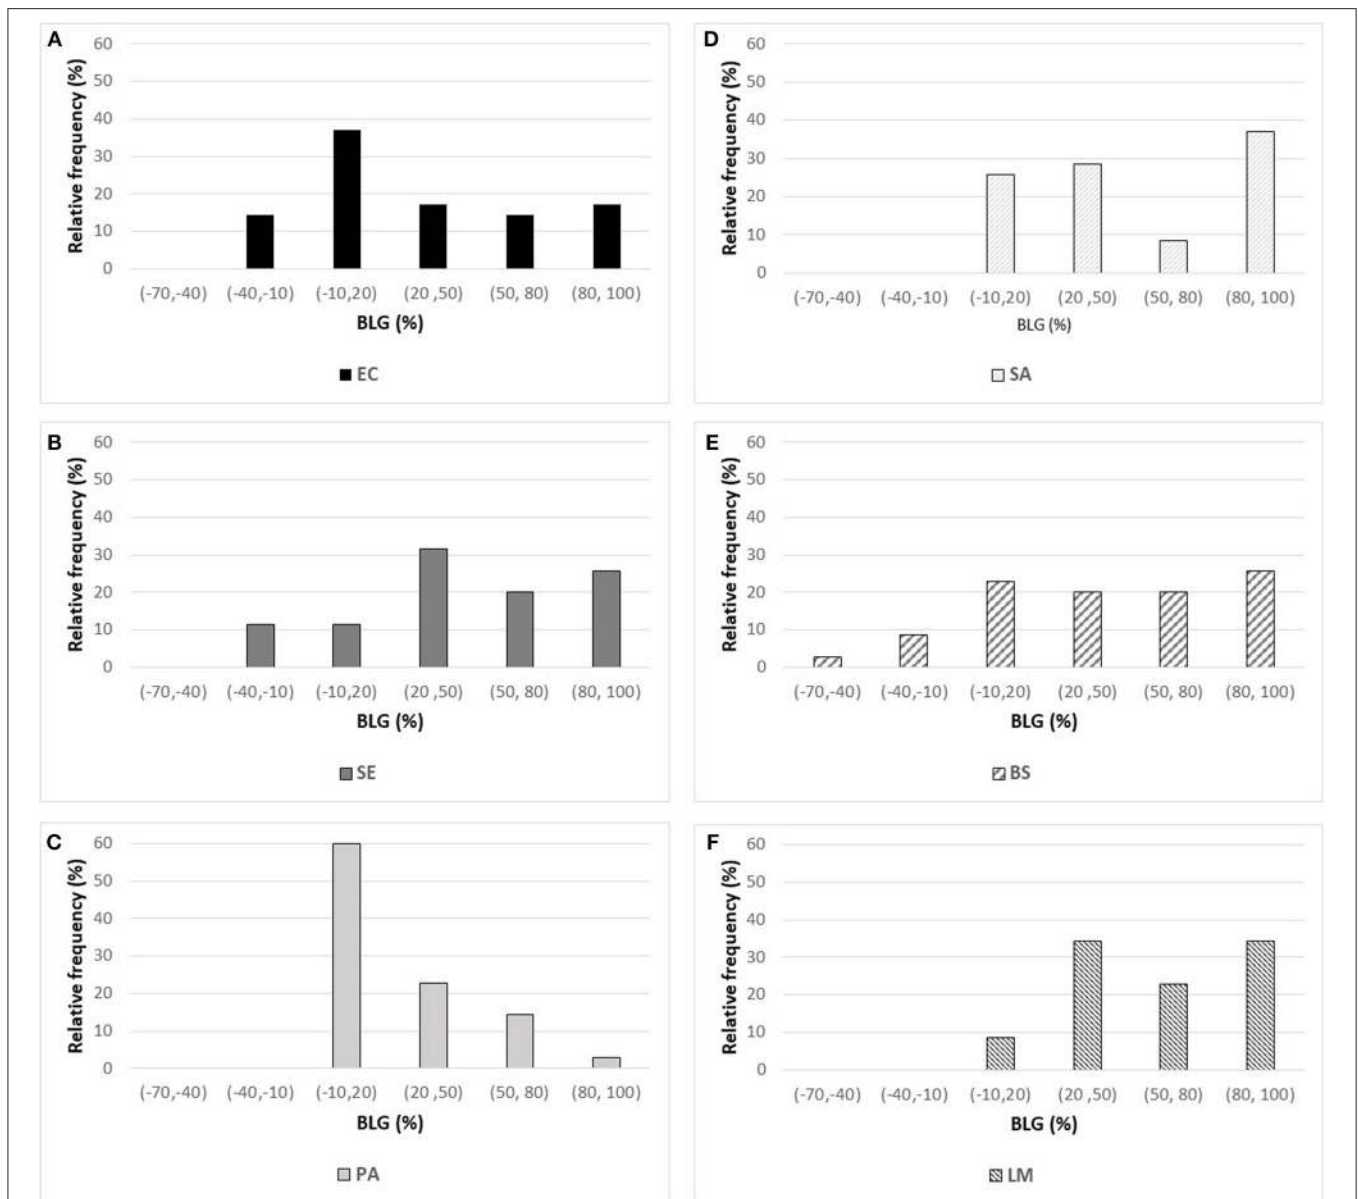 A
Relative frequency (%)
60
50
40
30
20
10
0
(-70,-40) (-40,-10) (-10,20) (20 ,50) (50, 80) (80, 100)
BLG (%)
EC
D
Relative frequency (%)
60
50
40
30
20
10
0
(-70,-40) (-40,-10) (-10,20) (20 ,50) (50, 80) (80, 100)
BLG (%)
SA
B
Relative frequency (%)
60
50
40
30
20
10
0
(-70,-40) (-40,-10) (-10,20) (20 ,50) (50, 80) (80, 100)
BLG (%)
SE
E
Relative frequency (%)
60
50
40
30
20
10
0
(-70,-40) (-40,-10) (-10,20) (20 ,50) (50, 80) (80, 100)
BLG (%)
BS
C
Relative frequency (%)
60
50
40
30
20
10
0
(-70,-40) (-40,-10) (-10,20) (20 ,50) (50, 80) (80, 100)
BLG (%)
PA
F
Relative frequency (%)
60
50
40
30
20
10
0
(-70,-40) (-40,-10) (-10,20) (20 ,50) (50, 80) (80, 100)
BLG (%)
LM